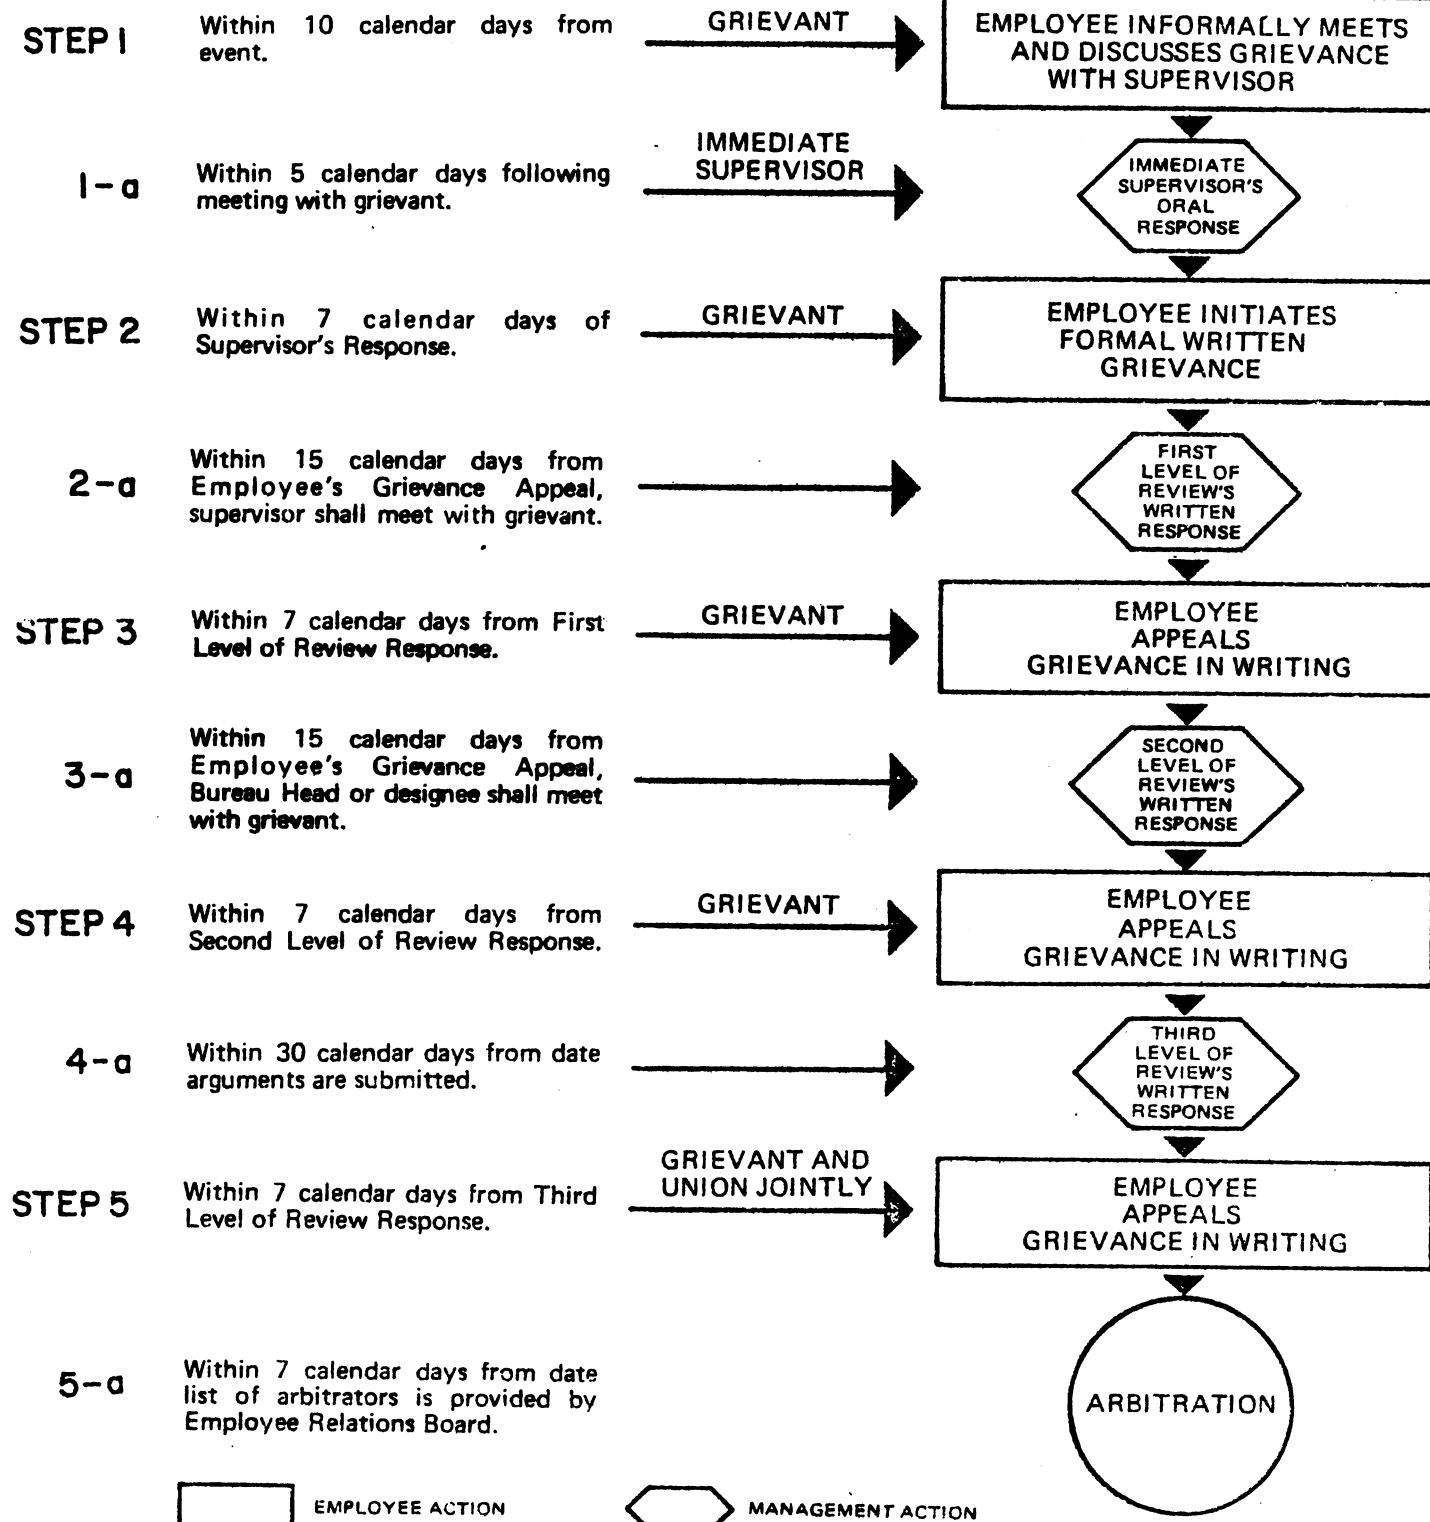 STEP 1
Within 10 calendar days from
event.
GRIEVANT
EMPLOYEE INFORMALLY MEETS
AND DISCUSSES GRIEVANCE
WITH SUPERVISOR
1-a
Within 5 calendar days following
meeting with grievant.
IMMEDIATE
SUPERVISOR
IMMEDIATE
SUPERVISOR'S
ORAL
RESPONSE
STEP 2
Within 7 calendar days of
Supervisor's Response.
GRIEVANT
EMPLOYEE INITIATES
FORMAL WRITTEN
GRIEVANCE
2-a
Within 15 calendar days from
Employee's Grievance Appeal,
supervisor shall meet with grievant.
FIRST
LEVEL OF
REVIEW'S
WRITTEN
RESPONSE
STEP 3
Within 7 calendar days from First
Level of Review Response.
GRIEVANT
EMPLOYEE
APPEALS
GRIEVANCE IN WRITING
3-a
Within 15 calendar days from
Employee's Grievance Appeal,
Bureau Head or designee shall meet
with grievant.
SECOND
LEVEL OF
REVIEW'S
WRITTEN
RESPONSE
STEP 4
Within 7 calendar days from
Second Level of Review Response.
GRIEVANT
EMPLOYEE
APPEALS
GRIEVANCE IN WRITING
4-a
Within 30 calendar days from date
arguments are submitted.
THIRD
LEVEL OF
REVIEW'S
WRITTEN
RESPONSE
STEP 5
Within 7 calendar days from Third
Level of Review Response.
GRIEVANT AND
UNION JOINTLY
EMPLOYEE
APPEALS
GRIEVANCE IN WRITING
5-a
Within 7 calendar days from date
list of arbitrators is provided by
Employee Relations Board.
ARBITRATION
EMPLOYEE ACTION
MANAGEMENT ACTION